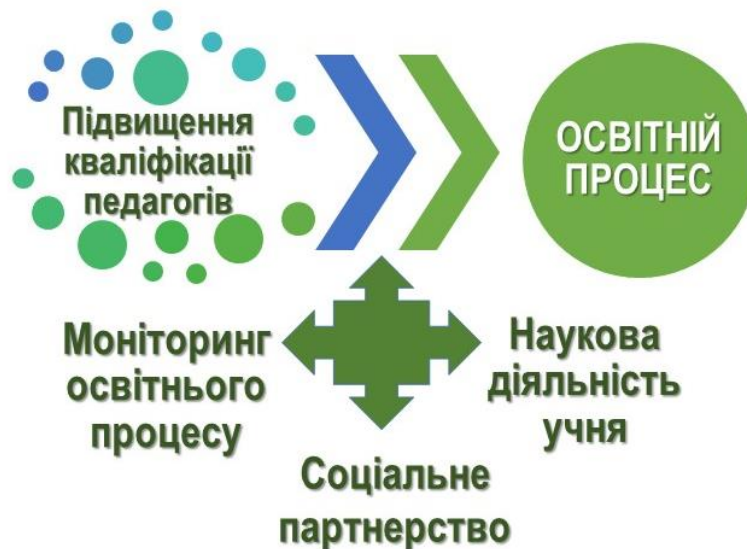 Підвищення
кваліфікації
педагогів
ОСВІТНІЙ
ПРОЦЕС
Моніторинг
освітнього
процесу
Наукова
діяльність
учня
Соціальне
партнерство